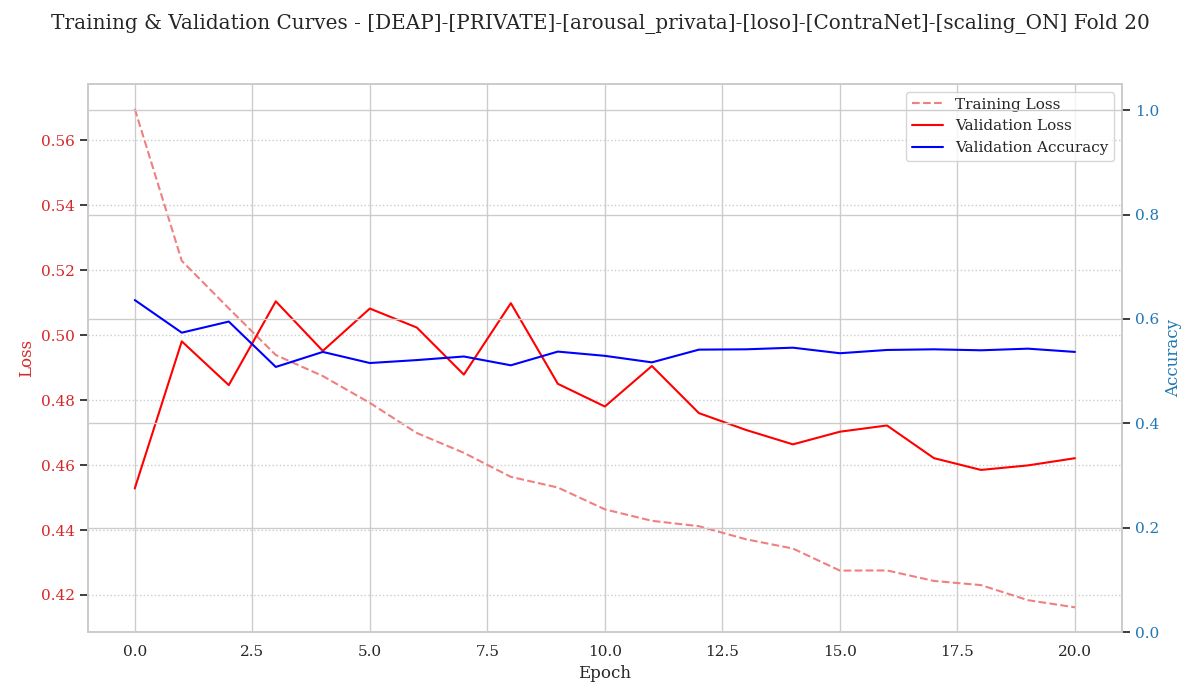 Training & Validation Curves - [DEAP]-[PRIVATE]-[arousal_privata]-[loso]-[ContraNet]-[scaling_ON] Fold 20
Training Loss
Validation Loss
Validation Accuracy
Loss
0.56
0.54
0.52
0.50
0.48
0.46
0.44
0.42
1.0
0.8
0.6
0.4
0.2
0.0
Accuracy
0.0 2.5 5.0 7.5 10.0 12.5 15.0 17.5 20.0
Epoch